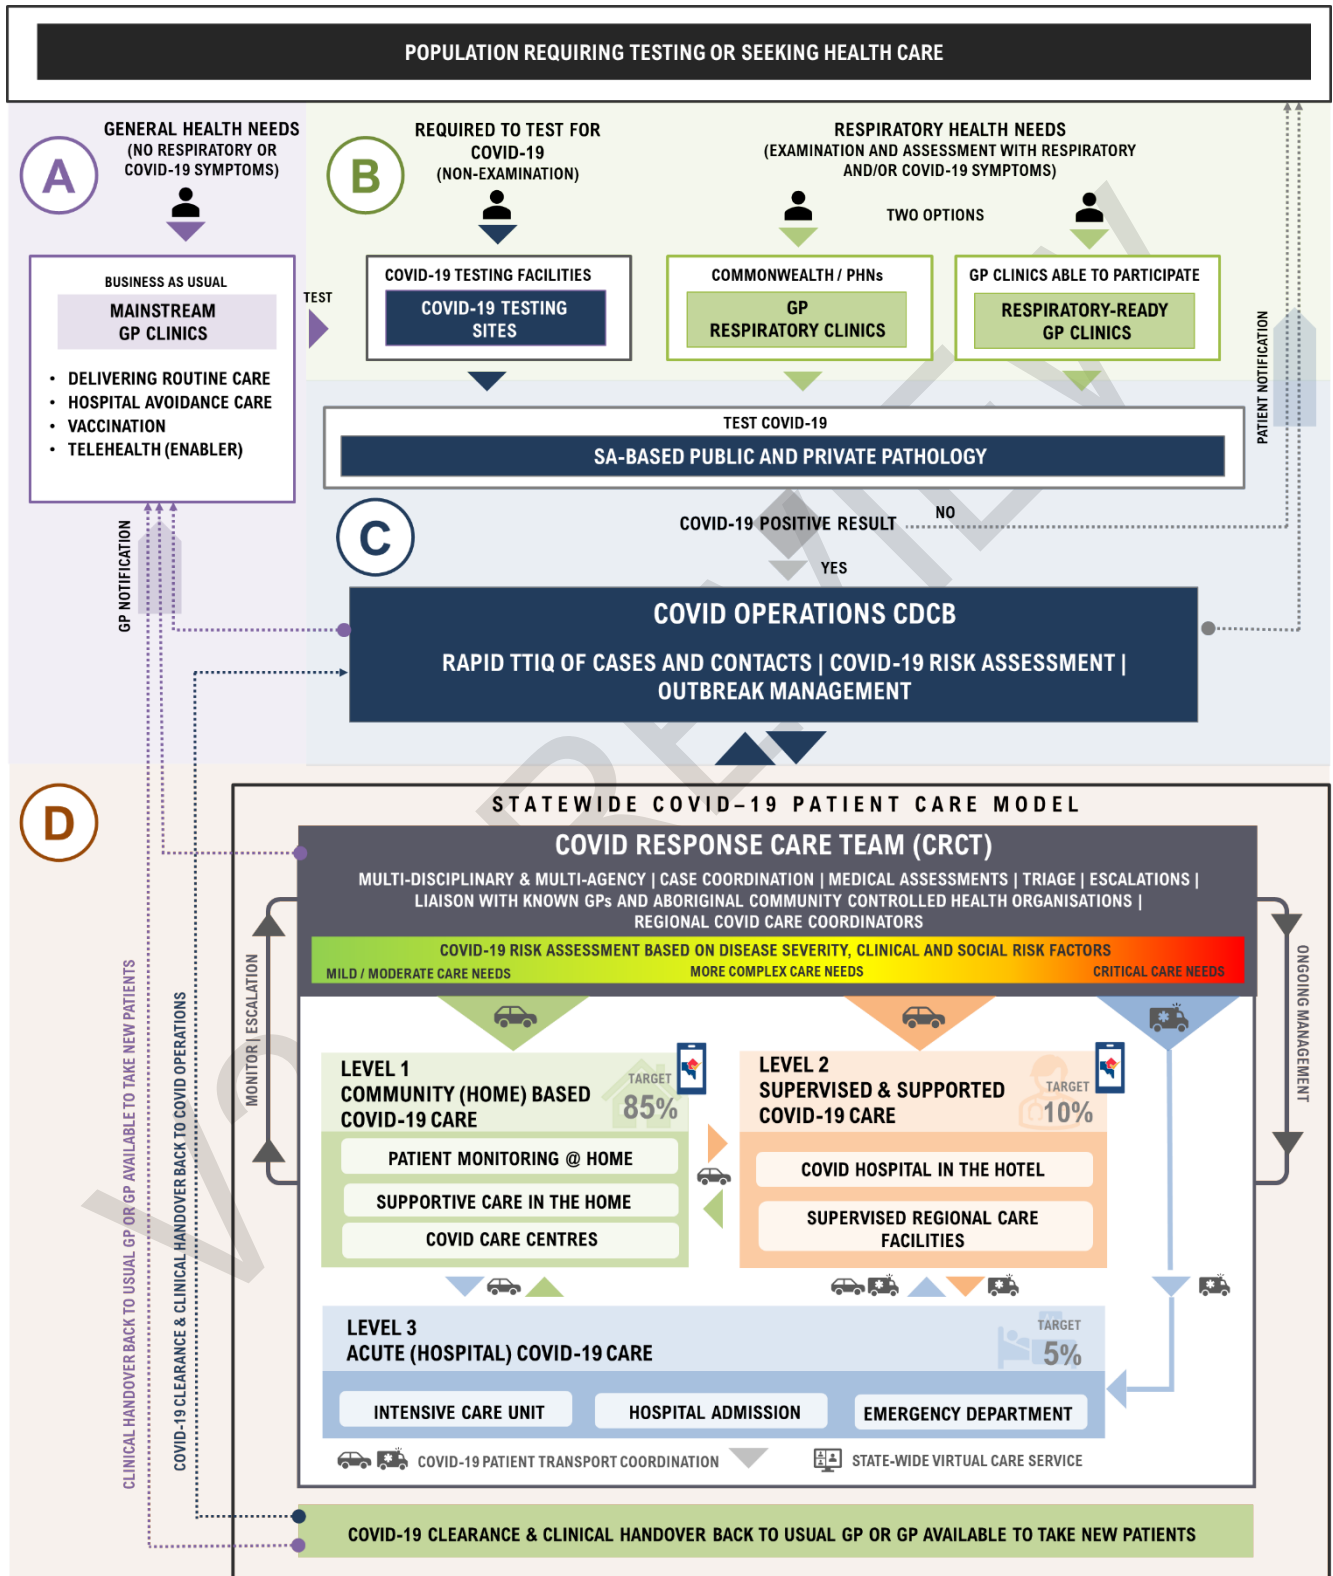 POPULATION REQUIRING TESTING OR SEEKING HEALTH CARE
A
GENERAL HEALTH NEEDS
(NO RESPIRATORY OR
COVID-19 SYMPTOMS)
B
REQUIRED TO TEST FOR
COVID-19
(NON-EXAMINATION)
RESPIRATORY HEALTH NEEDS
(EXAMINATION AND ASSESSMENT WITH RESPIRATORY
AND/OR COVID-19 SYMPTOMS)
TWO OPTIONS
BUSINESS AS USUAL
MAINSTREAM
GP CLINICS
• DELIVERING ROUTINE CARE
• HOSPITAL AVOIDANCE CARE
• VACCINATION
• TELEHEALTH (ENABLER)
TEST
COVID-19 TESTING FACILITIES
COVID-19 TESTING
SITES
COMMONWEALTH / PHNs
GP
RESPIRATORY CLINICS
GP CLINICS ABLE TO PARTICIPATE
RESPIRATORY-READY
GP CLINICS
PATIENT NOTIFICATION
TEST COVID-19
SA-BASED PUBLIC AND PRIVATE PATHOLOGY
C
COVID-19 POSITIVE RESULT
NO
YES
GP NOTIFICATION
COVID OPERATIONS CDCB
RAPID TTIQ OF CASES AND CONTACTS | COVID-19 RISK ASSESSMENT |
OUTBREAK MANAGEMENT
D
STATEWIDE COVID–19 PATIENT CARE MODEL
COVID RESPONSE CARE TEAM (CRCT)
MULTI-DISCIPLINARY & MULTI-AGENCY | CASE COORDINATION | MEDICAL ASSESSMENTS | TRIAGE | ESCALATIONS |
LIAISON WITH KNOWN GPs AND ABORIGINAL COMMUNITY CONTROLLED HEALTH ORGANISATIONS |
REGIONAL COVID CARE COORDINATORS
COVID-19 RISK ASSESSMENT BASED ON DISEASE SEVERITY, CLINICAL AND SOCIAL RISK FACTORS
MILD / MODERATE CARE NEEDS
MORE COMPLEX CARE NEEDS
CRITICAL CARE NEEDS
CLINICAL HANDOVER BACK TO USUAL GP OR GP AVAILABLE TO TAKE NEW PATIENTS
COVID-19 CLEARANCE & CLINICAL HANDOVER BACK TO COVID OPERATIONS
MONITOR | ESCALATION
ONGOING MANAGEMENT
LEVEL 1
COMMUNITY (HOME) BASED
COVID-19 CARE
TARGET
85%
PATIENT MONITORING @ HOME
SUPPORTIVE CARE IN THE HOME
COVID CARE CENTRES
LEVEL 2
SUPERVISED & SUPPORTED
COVID-19 CARE
TARGET
10%
COVID HOSPITAL IN THE HOTEL
SUPERVISED REGIONAL CARE
FACILITIES
LEVEL 3
ACUTE (HOSPITAL) COVID-19 CARE
TARGET
5%
INTENSIVE CARE UNIT
HOSPITAL ADMISSION
EMERGENCY DEPARTMENT
COVID-19 PATIENT TRANSPORT COORDINATION
STATE-WIDE VIRTUAL CARE SERVICE
COVID-19 CLEARANCE & CLINICAL HANDOVER BACK TO USUAL GP OR GP AVAILABLE TO TAKE NEW PATIENTS